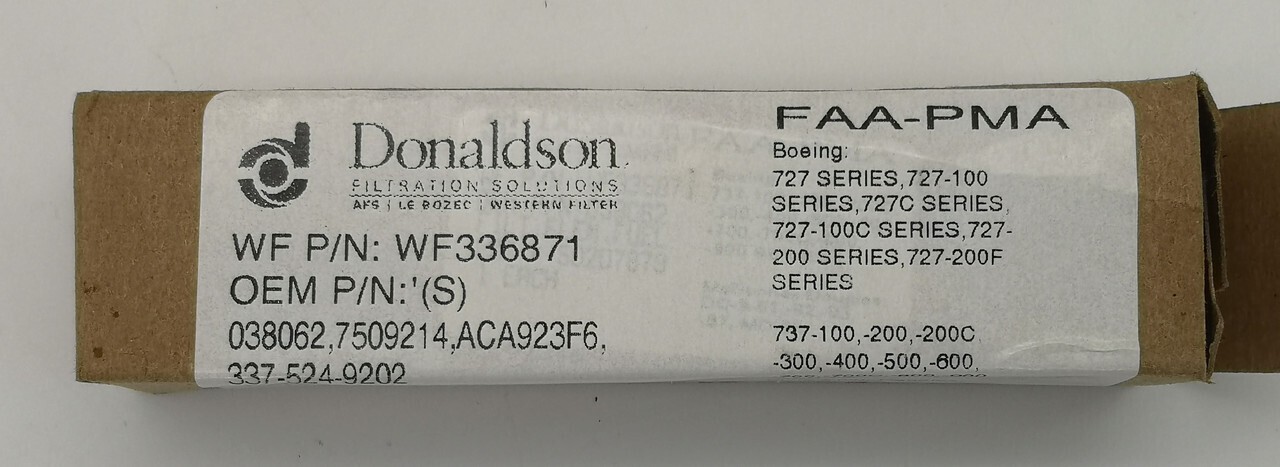 Donaldson.
FILTRATION SOLUTIONS
AFS | LE BOZEC | WESTERN FILTER
WF P/N: WF336871
OEM P/N:'(S)
038062,7509214,ACA923F6,
337-524-9202
FAA-PMA
Boeing:
727 SERIES,727-100
SERIES,727C SERIES,
727-100C SERIES,727-
200 SERIES,727-200F
SERIES
737-100,-200,-200C,
-300,-400,-500,-600,